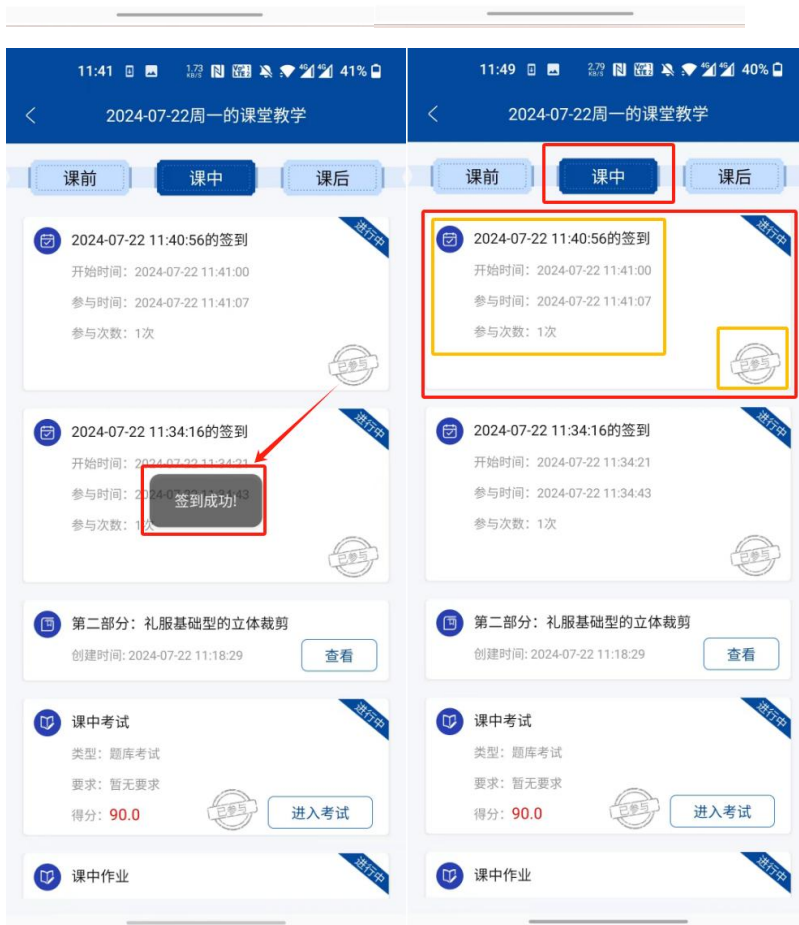 11:41 1.73 KB/S 4G 4G 41%
2024-07-22周一的课堂教学
课前 课中 课后
2024-07-22 11:40:56的签到 进行中
开始时间：2024-07-22 11:41:00
参与时间：2024-07-22 11:41:07
参与次数：1次
已参与
2024-07-22 11:34:16的签到 进行中
开始时间：2024-07-22 11:34:21
参与时间：2024-07-22 11:34:43
签到成功!
参与次数：1次
已参与
第二部分：礼服基础型的立体裁剪
创建时间: 2024-07-22 11:18:29 查看
课中考试 进行中
类型：题库考试
要求：暂无要求
得分：90.0 已参与 进入考试
课中作业 进行中
11:49 2.79 KB/S 4G 4G 40%
2024-07-22周一的课堂教学
课前 课中 课后
2024-07-22 11:40:56的签到 进行中
开始时间：2024-07-22 11:41:00
参与时间：2024-07-22 11:41:07
参与次数：1次
已参与
2024-07-22 11:34:16的签到 进行中
开始时间：2024-07-22 11:34:21
参与时间：2024-07-22 11:34:43
参与次数：1次
已参与
第二部分：礼服基础型的立体裁剪
创建时间: 2024-07-22 11:18:29 查看
课中考试 进行中
类型：题库考试
要求：暂无要求
得分：90.0 已参与 进入考试
课中作业 进行中